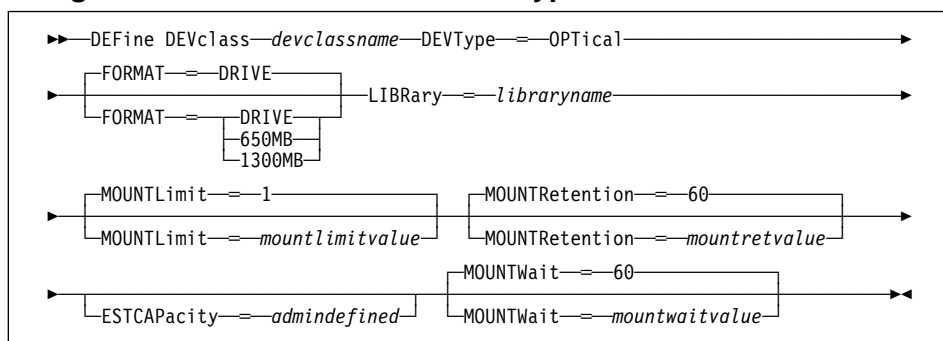 DEFine DEVclass devclassname DEVType = OPTical
FORMAT = DRIVE
LIBRary = libraryname
FORMAT = DRIVE
650MB
1300MB
MOUNTLimit = 1 MOUNTRetention = 60
MOUNTLimit = mountlimitvalue MOUNTRetention = mountretvalue
MOUNTWait = 60
ESTCAPacity = admindefined MOUNTWait = mountwaitvalue